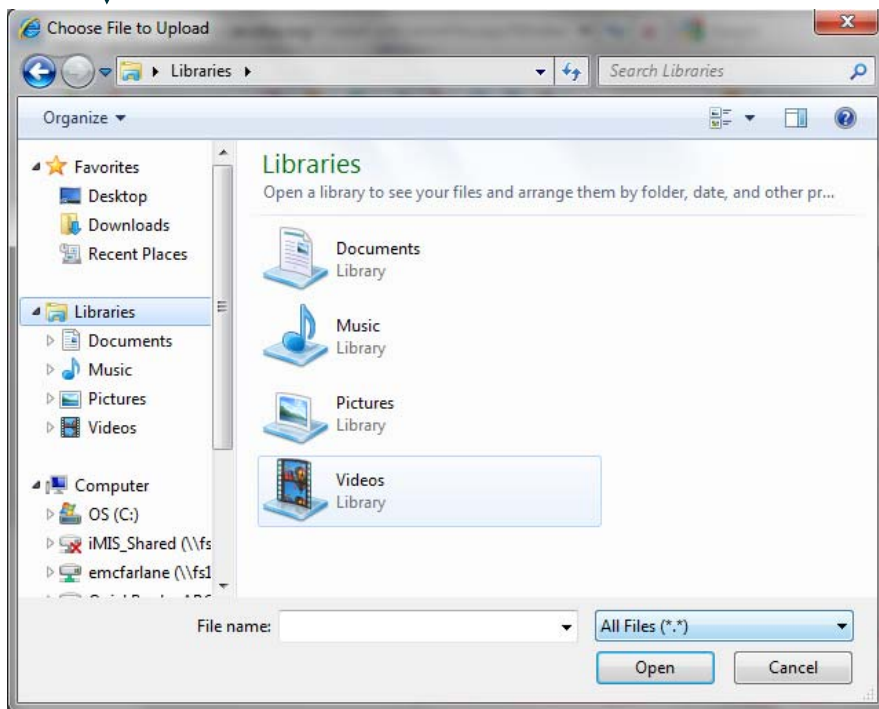 Choose File to Upload
Libraries
Search Libraries
Organize
Favorites
Desktop
Downloads
Recent Places
Libraries
Documents
Music
Pictures
Videos
Computer
OS (C:)
iMIS_Shared (\\fs
emcfarlane (\\fs1
Libraries
Open a library to see your files and arrange them by folder, date, and other pr...
Documents
Library
Music
Library
Pictures
Library
Videos
Library
File name:
All Files (*.*)
Open
Cancel